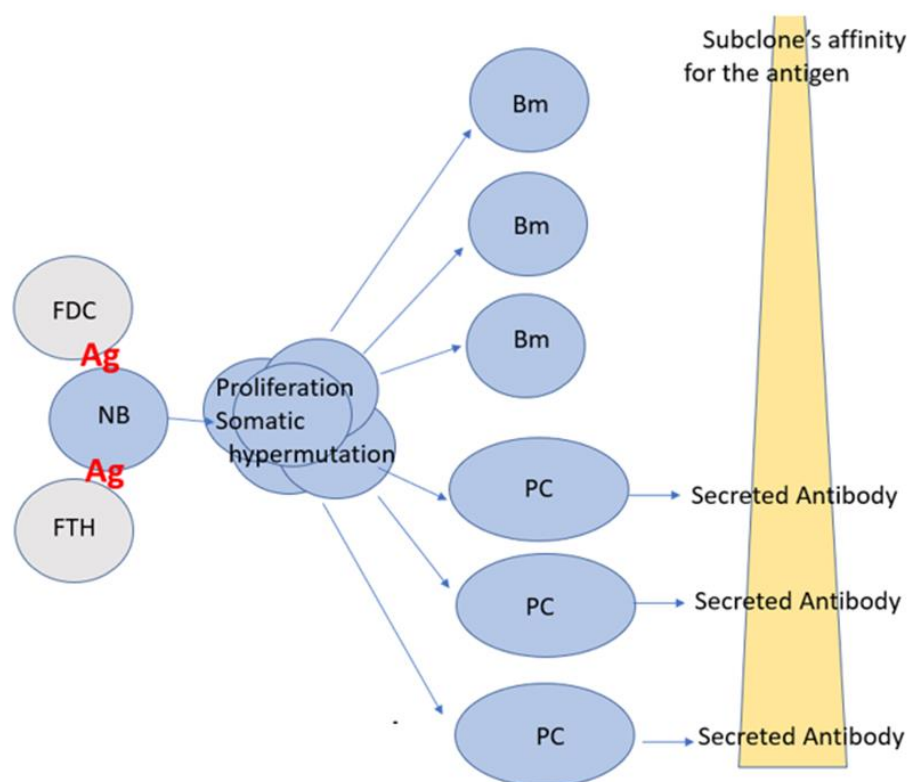 Subclone's affinity
for the antigen
Bm
Bm
Bm
FDC
Ag
NB
Ag
FTH
Proliferation
Somatic
hypermutation
PC
Secreted Antibody
PC
Secreted Antibody
PC
Secreted Antibody